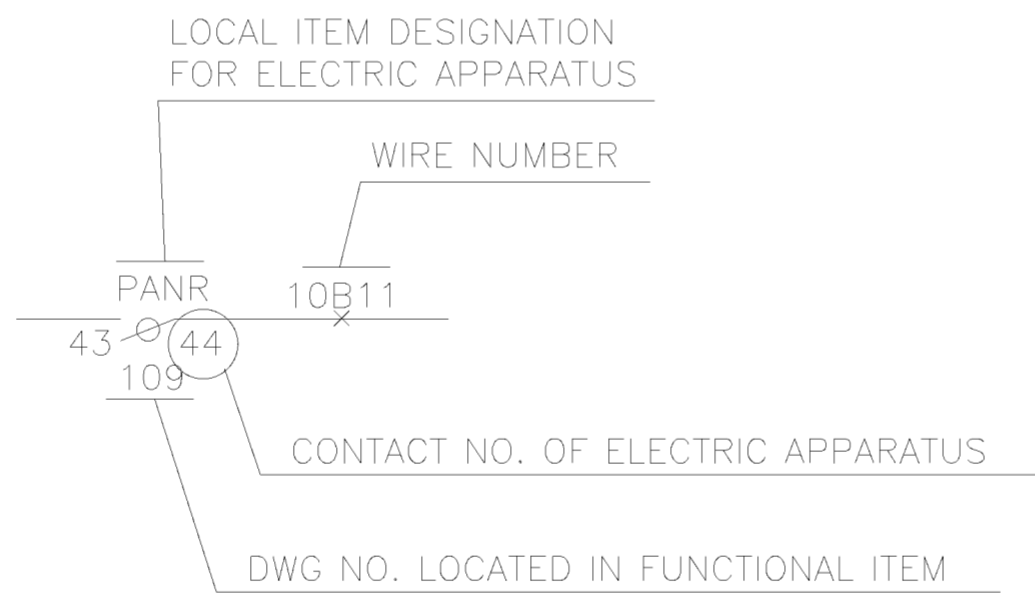 LOCAL ITEM DESIGNATION
FOR ELECTRIC APPARATUS
WIRE NUMBER
PANR
10B11
43
44
109
CONTACT NO. OF ELECTRIC APPARATUS
DWG NO. LOCATED IN FUNCTIONAL ITEM